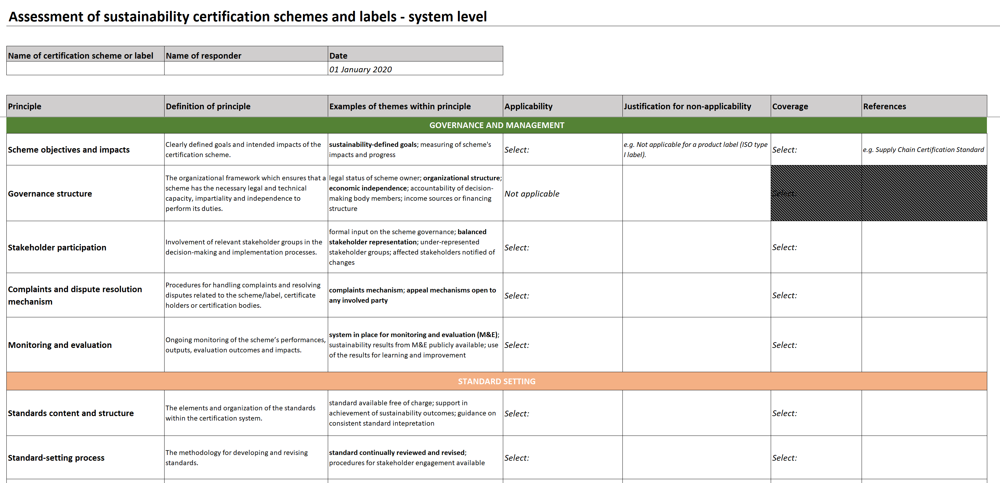 Assessment of sustainability certification schemes and labels - system level
Name of certification scheme or label
Name of responder
Date
01 January 2020
Principle
Definition of principle
Examples of themes within principle
Applicability
Justification for non-applicability
Coverage
References
GOVERNANCE AND MANAGEMENT
Scheme objectives and impacts
Clearly defined goals and intended impacts of the
certification scheme.
sustainability-defined goals; measuring of scheme's
impacts and progress
Select:
e.g. Not applicable for a product label (ISO type
I label).
Select:
e.g. Supply Chain Certification Standard
Governance structure
The organizational framework which ensures that a
scheme has the necessary legal and technical
capacity, impartiality and independence to
perform its duties.
legal status of scheme owner; organizational structure;
economic independence; accountability of decision-
making body members; income sources or financing
structure
Not applicable
Select:
Stakeholder participation
Involvement of relevant stakeholder groups in the
decision-making and implementation processes.
formal input on the scheme governance; balanced
stakeholder representation; under-represented
stakeholder groups; affected stakeholders notified of
changes
Select:
Select:
Complaints and dispute resolution
mechanism
Procedures for handling complaints and resolving
disputes related to the scheme/label, certificate
holders or certification bodies.
complaints mechanism; appeal mechanisms open to
any involved party
Select:
Select:
Monitoring and evaluation
Ongoing monitoring of the scheme’s performances,
outputs, evaluation outcomes and impacts.
system in place for monitoring and evaluation (M&E);
sustainability results from M&E publicly available; use
of the results for learning and improvement
Select:
Select:
STANDARD SETTING
Standards content and structure
The elements and organization of the standards
within the certification system.
standard available free of charge; support in
achievement of sustainability outcomes; guidance on
consistent standard intepretation
Select:
Select:
Standard-setting process
The methodology for developing and revising
standards.
standard continually reviewed and revised;
procedures for stakeholder engagement available
Select:
Select: